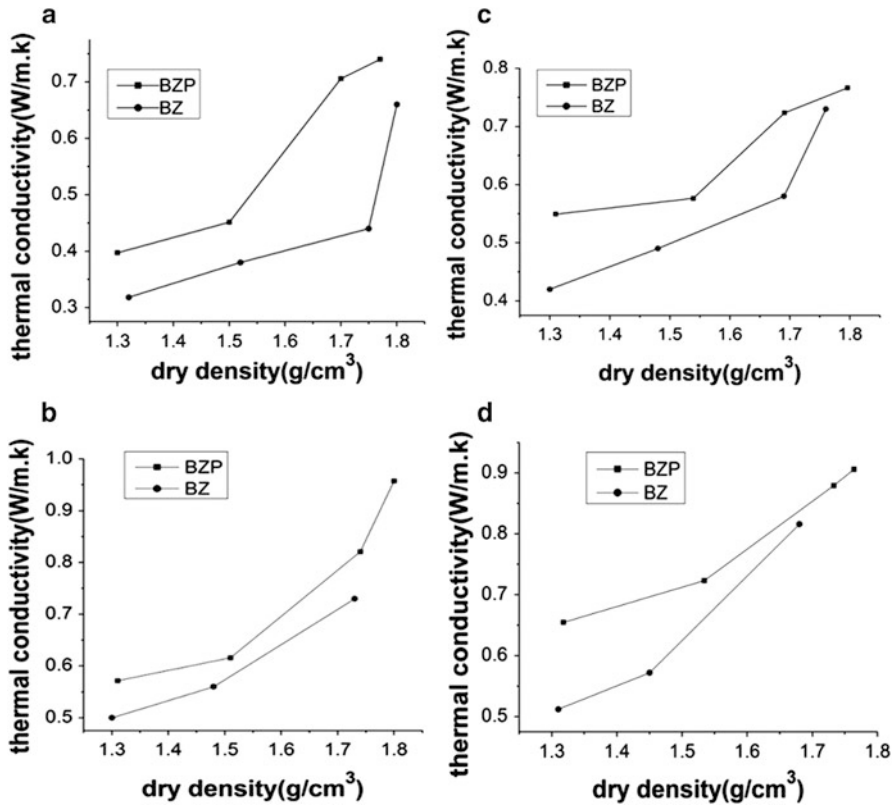 a
thermal conductivity(W/m.k)
0.7
0.6
0.5
0.4
0.3
BZP
BZ
1.3 1.4 1.5 1.6 1.7 1.8
dry density(g/cm³)
c
thermal conductivity(W/m.k)
0.8
0.7
0.6
0.5
0.4
BZP
BZ
1.3 1.4 1.5 1.6 1.7 1.8
dry density(g/cm³)
b
thermal conductivity(W/m.k)
1.0
0.9
0.8
0.7
0.6
0.5
BZP
BZ
1.3 1.4 1.5 1.6 1.7 1.8
dry density(g/cm³)
d
thermal conductivity(W/m.k)
0.9
0.8
0.7
0.6
0.5
BZP
BZ
1.3 1.4 1.5 1.6 1.7 1.8
dry density(g/cm³)